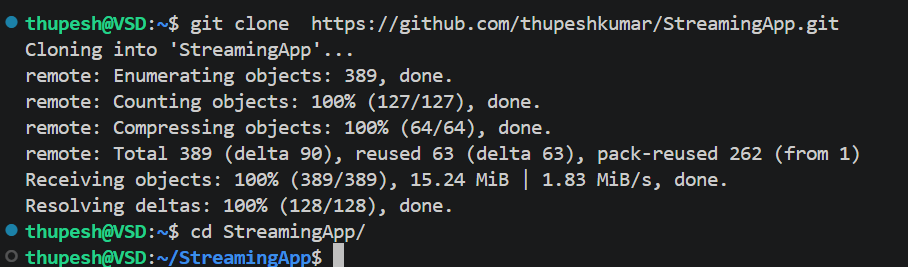 thupesh@VSD:~$ git clone  https://github.com/thupeshkumar/StreamingApp.git
Cloning into 'StreamingApp'...
remote: Enumerating objects: 389, done.
remote: Counting objects: 100% (127/127), done.
remote: Compressing objects: 100% (64/64), done.
remote: Total 389 (delta 90), reused 63 (delta 63), pack-reused 262 (from 1)
Receiving objects: 100% (389/389), 15.24 MiB | 1.83 MiB/s, done.
Resolving deltas: 100% (128/128), done.
thupesh@VSD:~$ cd StreamingApp/
thupesh@VSD:~/StreamingApp$